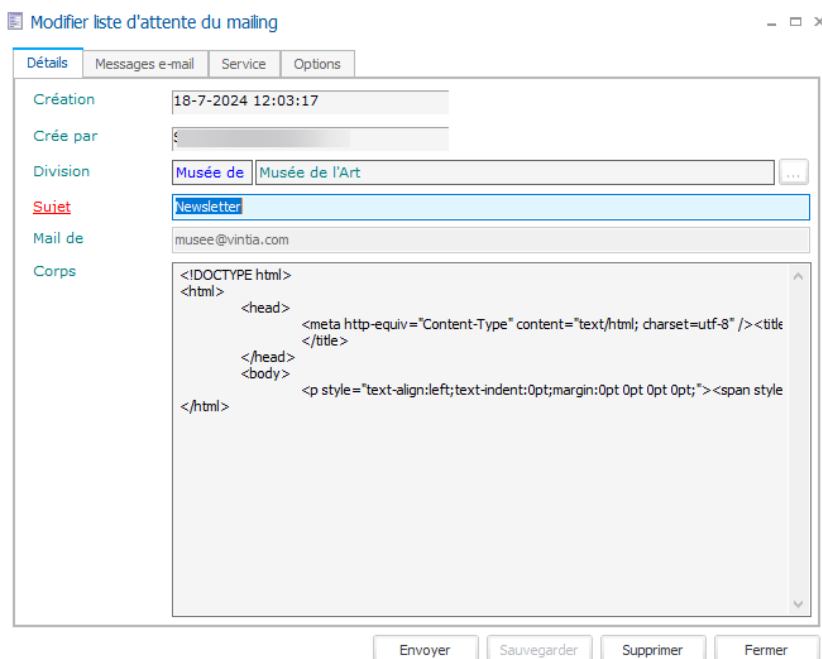 Modifier liste d'attente du mailing
Détails Messages e-mail Service Options
Création 18-7-2024 12:03:17
Crée par
Division Musée de Musée de l'Art ...
Sujet Newsletter
Mail de musee@vintia.com
Corps <!DOCTYPE html>
<html>
<head>
<meta http-equiv="Content-Type" content="text/html; charset=utf-8" /><title
</title>
</head>
<body>
<p style="text-align:left;text-indent:0pt;margin:0pt 0pt 0pt 0pt;"><span style
</html>
Envoyer Sauvegarder Supprimer Fermer